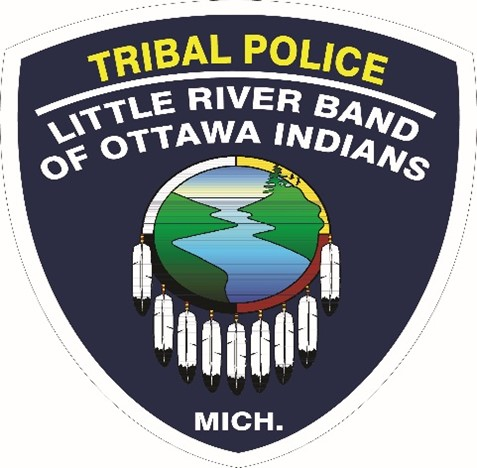 TRIBAL POLICE
LITTLE RIVER BAND
OF OTTAWA INDIANS
MICH.